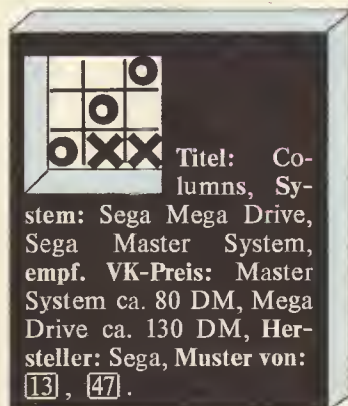 Titel: Co-
lumns, Sy-
stem: Sega Mega Drive,
Sega Master System,
empf. VK-Preis: Master
System ca. 80 DM, Mega
Drive ca. 130 DM, Her-
steller: Sega, Muster von:
13, 47.